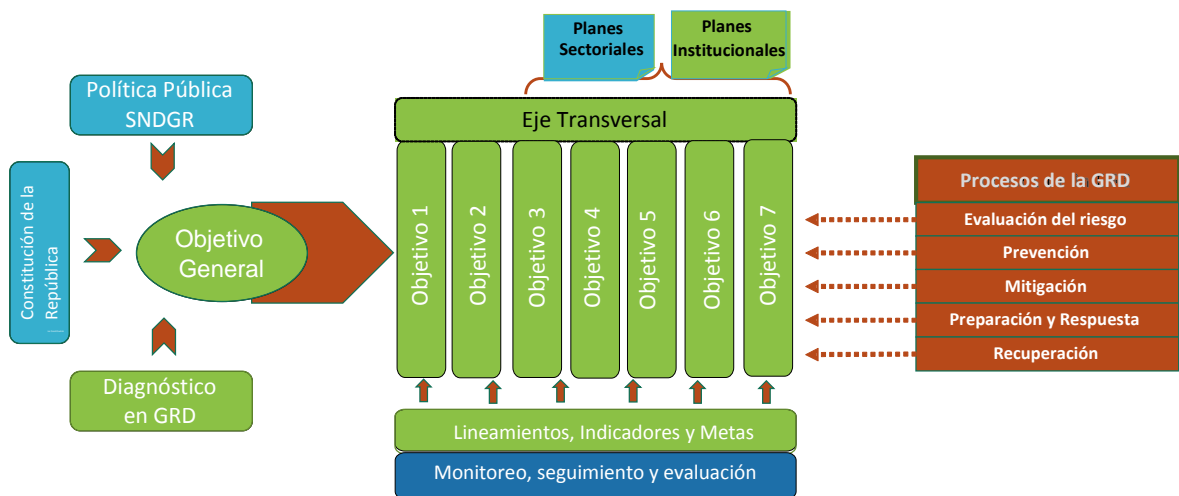 Planes
Sectoriales
Planes
Institucionales
Política Pública
SNDGR
Eje Transversal
Constitución de la
República
Objetivo
General
Objetivo 1
Objetivo 2
Objetivo 3
Objetivo 4
Objetivo 5
Objetivo 6
Objetivo 7
Procesos de la GRD
Evaluación del riesgo
Prevención
Mitigación
Preparación y Respuesta
Recuperación
Diagnóstico
en GRD
Lineamientos, Indicadores y Metas
Monitoreo, seguimiento y evaluación